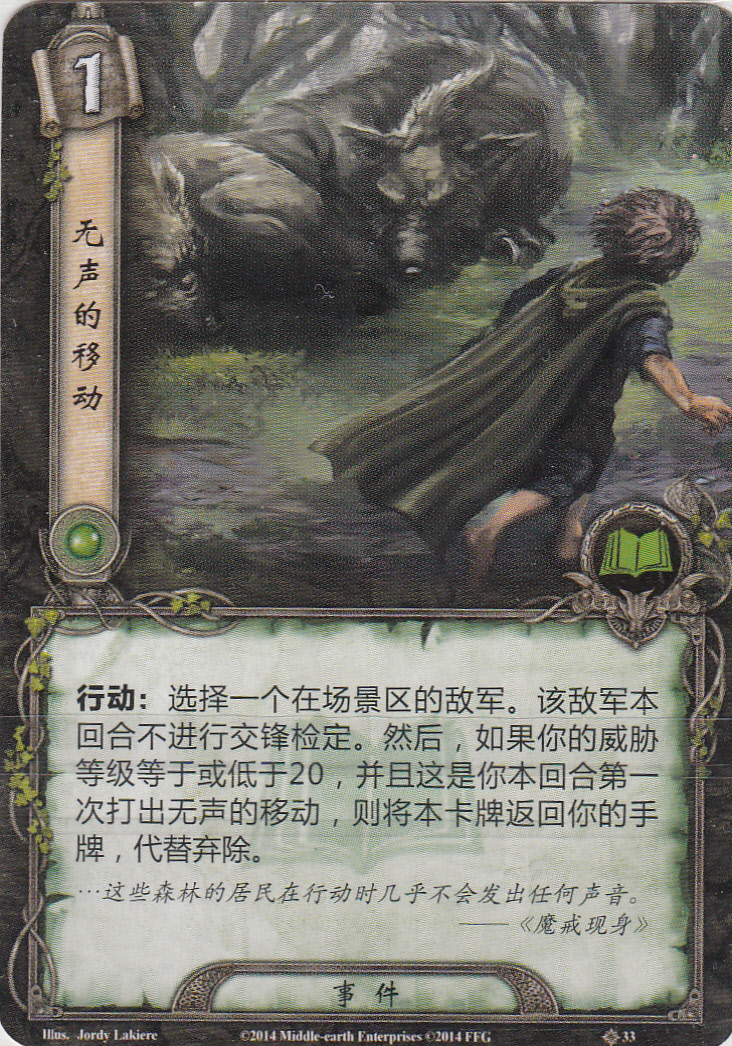 1
无声的移动
行动：选择一个在场景区的敌军。该敌军本
回合不进行交锋检定。然后，如果你的威胁
等级等于或低于20，并且这是你本回合第一
次打出无声的移动，则将本卡牌返回你的手
牌，代替弃除。
…这些森林的居民在行动时几乎不会发出任何声音。
——《魔戒现身》
事件
Illus. Jordy Lakiere ©2014 Middle-earth Enterprises ©2014 FFG 33